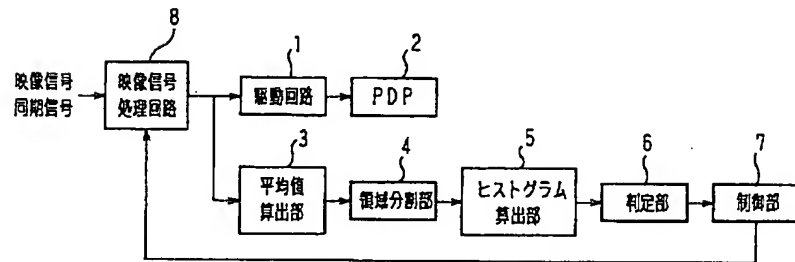 8
1
2
映像信号
同期信号
映像信号
処理回路
駆動回路
PDP
3
4
5
6
7
平均値
算出部
領域分割部
ヒストグラム
算出部
判定部
制御部